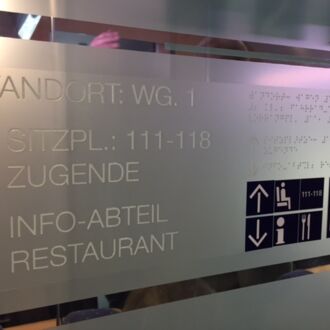 ANDORT: WG. 1
SITZPL.: 111-118
ZUGENDE
INFO-ABTEIL
RESTAURANT
111-118
i